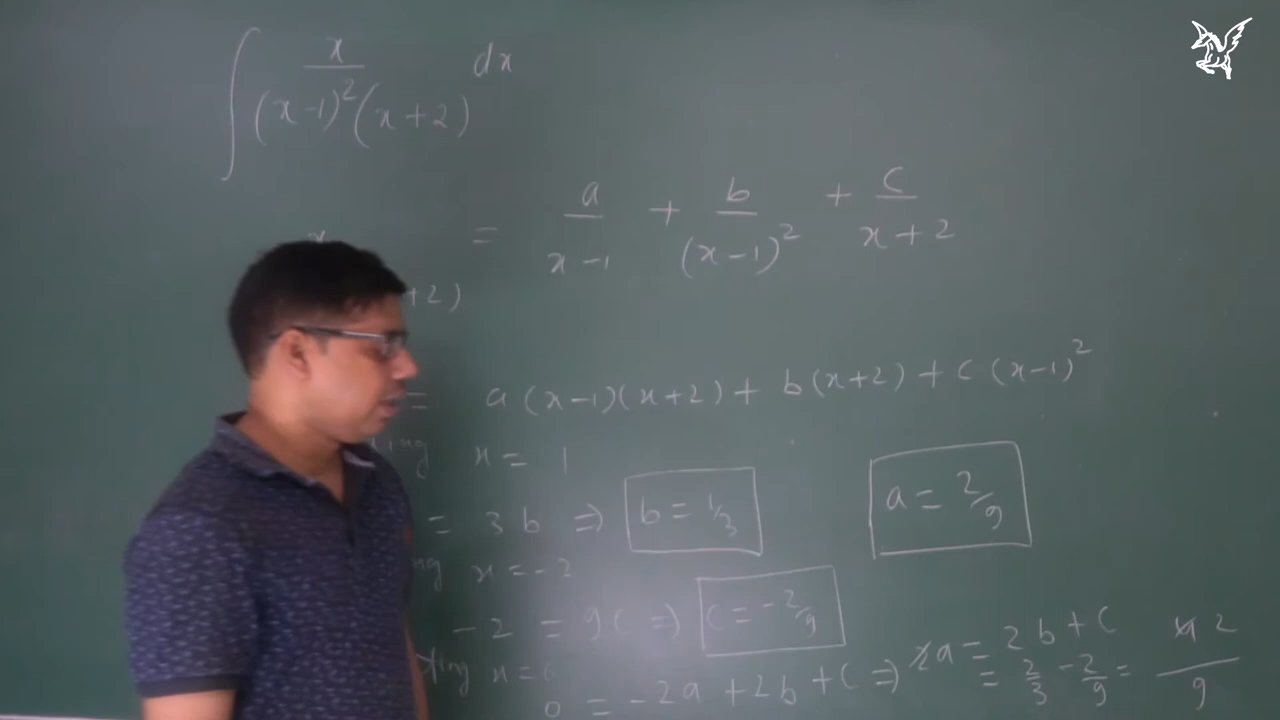 ∫ x / (x-1)²(x+2) dx
x +2) = a / x-1 + b / (x-1)² + c / x+2
= a(x-1)(x+2) + b(x+2) + c(x-1)²
x = 1
= 3b ⇒ b = 1/3
a = 2/9
x = -2
-2 = 9c ⇒ c = -2/9
x =
0 = -2a + 2b + c ⇒ 2a = 2b + c
= 2/3 - 2/9 = 2 / 9